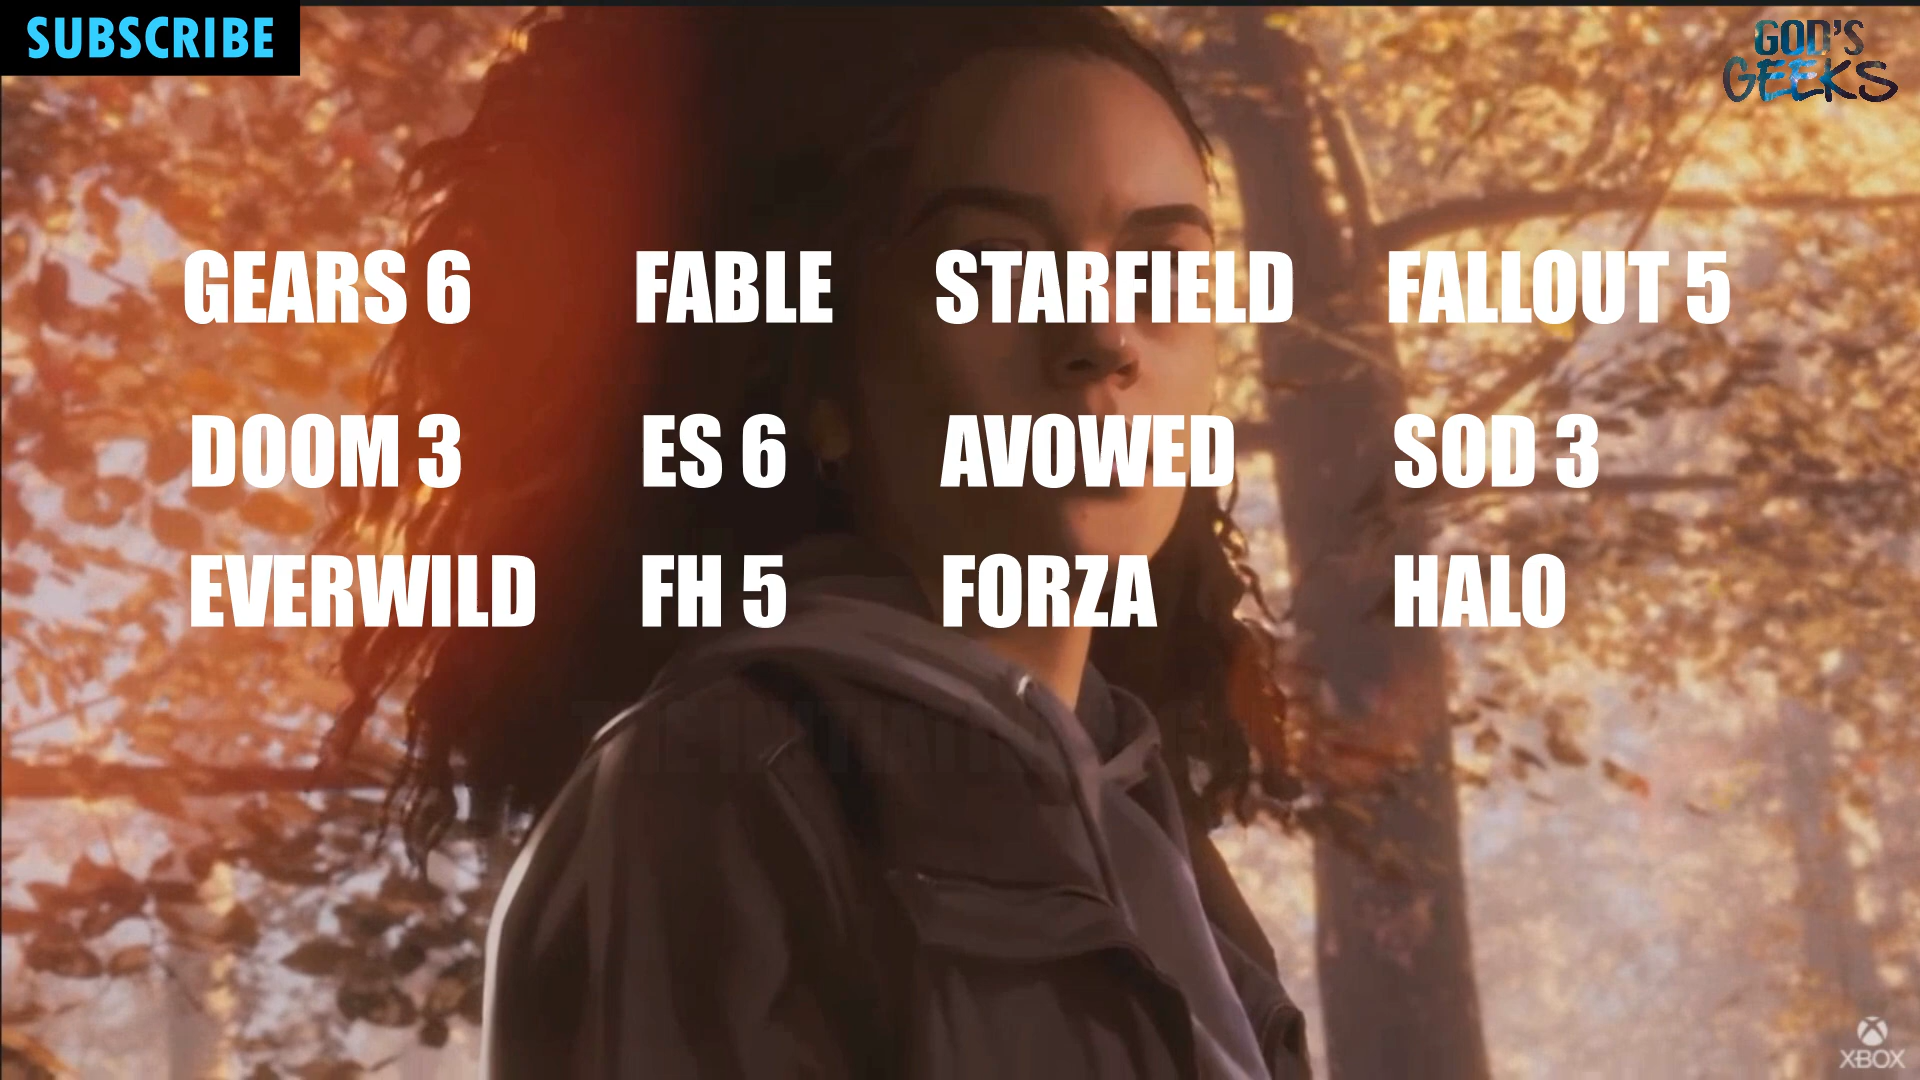 SUBSCRIBE
GOD'S
GEEKS
GEARS 6 FABLE STARFIELD FALLOUT 5
DOOM 3 ES 6 AVOWED SOD 3
EVERWILD FH 5 FORZA HALO
XBOX